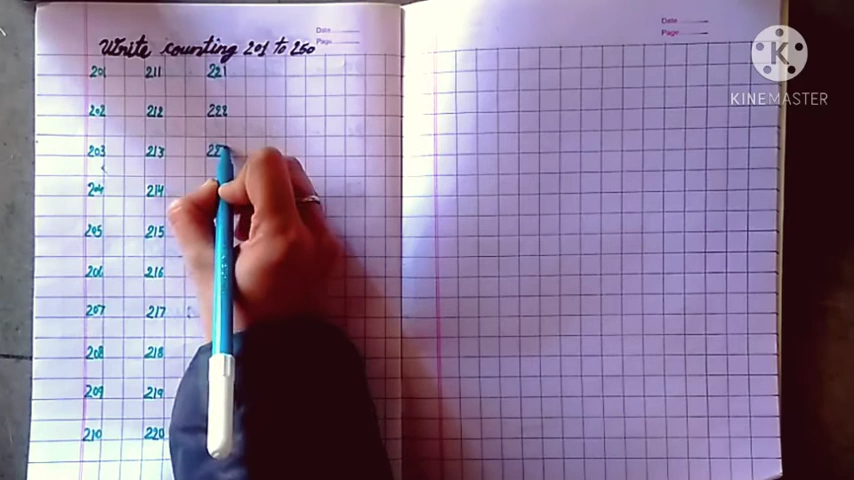 Date
Page
Write counting 201 to 250
201 211 221
202 212 222
203 213 22
204 214
205 215
206 216
207 217
208 218
209 219
210 220
Date
Page
K
KINEMASTER